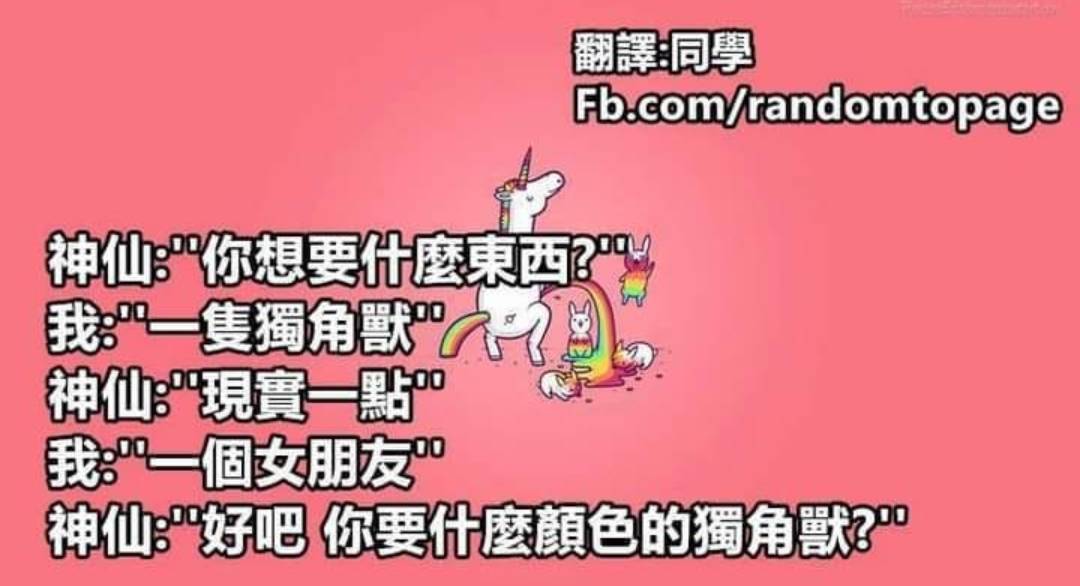 翻譯:同學
Fb.com/randomtopage
神仙:"你想要什麼東西?"
我:"一隻獨角獸"
神仙:"現實一點"
我:"一個女朋友"
神仙:"好吧 你要什麼顏色的獨角獸?"